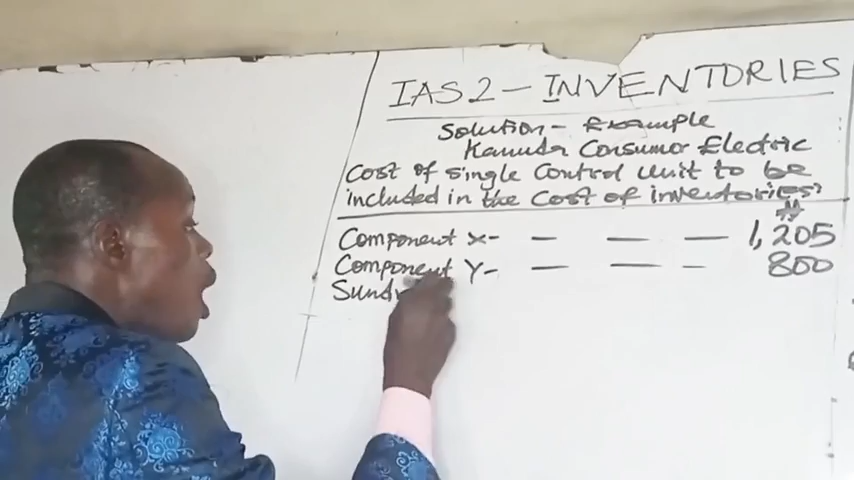 IAS 2 - INVENTORIES
Solution - Example
Consumer Electric
Cost of single Control unit to be
included in the Cost of inventories:
₦
Component X- — — — 1,205
Component Y- — — — 800
Sund